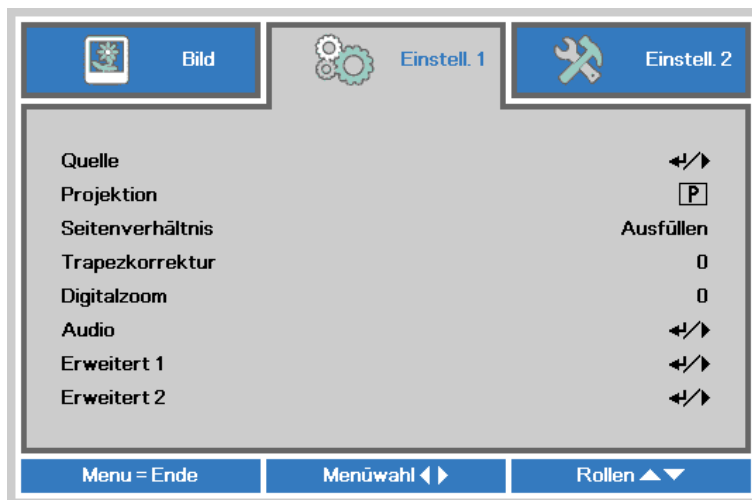 Bild Einstell. 1 Einstell. 2
Quelle ↵/▶
Projektion P
Seitenverhältnis Ausfüllen
Trapezkorrektur 0
Digitalzoom 0
Audio ↵/▶
Erweitert 1 ↵/▶
Erweitert 2 ↵/▶
Menu = Ende Menüwahl ◀▶ Rollen ▲▼